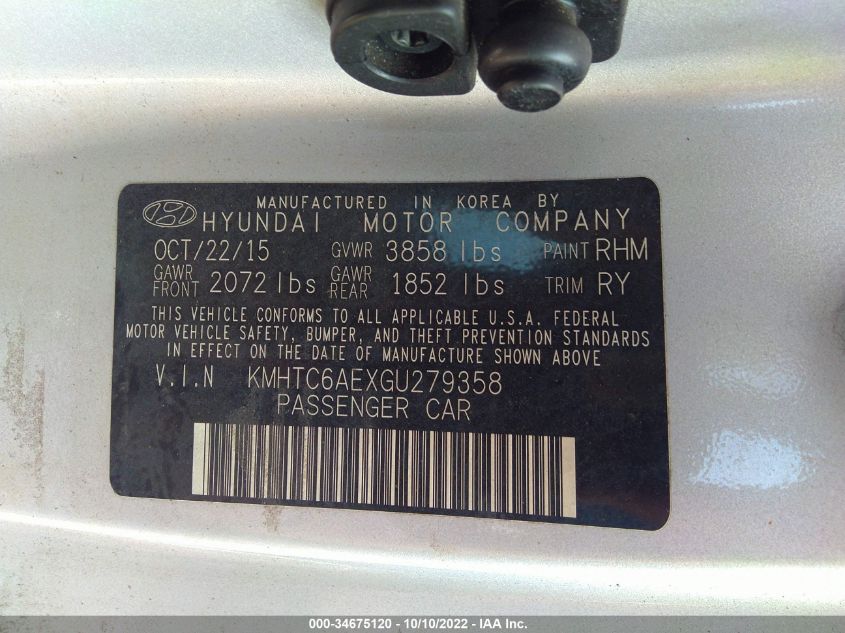 MANUFACTURED IN KOREA BY
HYUNDAI MOTOR COMPANY
OCT/22/15 GVWR 3858 lbs PAINT RHM
GAWR FRONT 2072 lbs GAWR REAR 1852 lbs TRIM RY
THIS VEHICLE CONFORMS TO ALL APPLICABLE U.S.A. FEDERAL
MOTOR VEHICLE SAFETY, BUMPER, AND THEFT PREVENTION STANDARDS
IN EFFECT ON THE DATE OF MANUFACTURE SHOWN ABOVE
V.I.N KMHTC6AEXGU279358
PASSENGER CAR
000-34675120 - 10/10/2022 - IAA Inc.